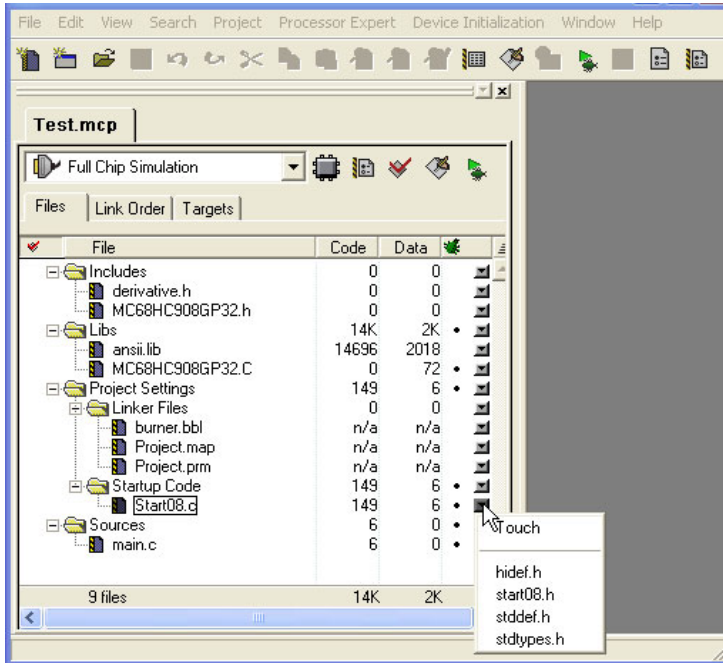 File Edit View Search Project Processor Expert Device Initialization Window Help
Test.mcp
Full Chip Simulation
Files Link Order Targets
File Code Data
Includes 0 0
derivative.h 0 0
MC68HC908GP32.h 0 0
Libs 14K 2K •
ansii.lib 14696 2018 •
MC68HC908GP32.C 0 72 •
Project Settings 149 6 •
Linker Files 0 0
burner.bbl n/a n/a
Project.map n/a n/a
Project.prm n/a n/a
Startup Code 149 6 •
Start08.c 149 6 •
Touch
Sources 6 0 •
main.c 6 0 •
hidef.h
start08.h
stddef.h
stdtypes.h
9 files 14K 2K